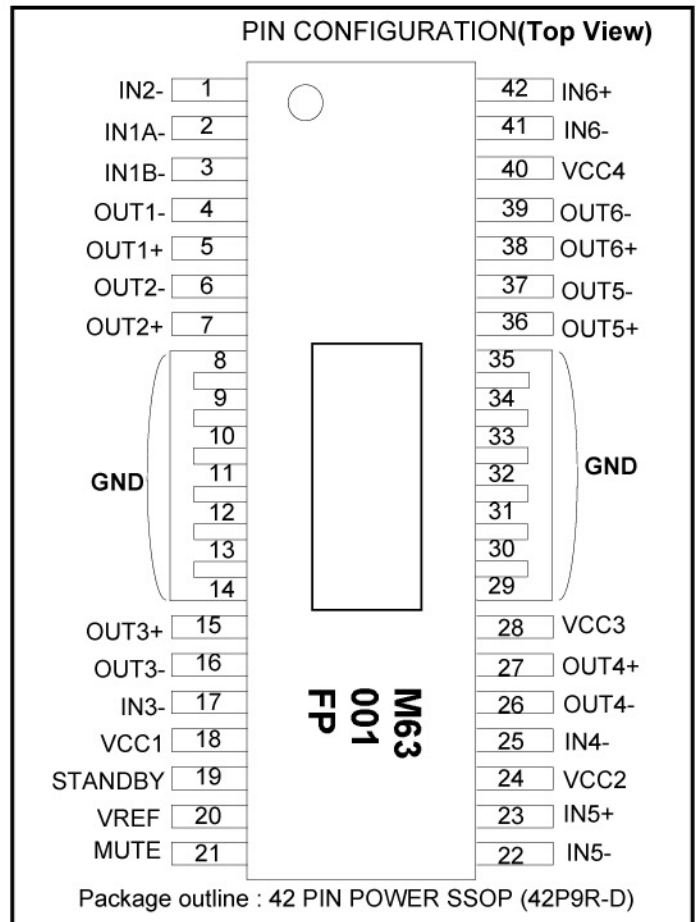 PIN CONFIGURATION(Top View)
IN2- 1 42 IN6+
IN1A- 2 41 IN6-
IN1B- 3 40 VCC4
OUT1- 4 39 OUT6-
OUT1+ 5 38 OUT6+
OUT2- 6 37 OUT5-
OUT2+ 7 36 OUT5+
8 35
9 34
10 33
GND 11 32 GND
12 31
13 30
14 29
OUT3+ 15 28 VCC3
OUT3- 16 27 OUT4+
IN3- 17 26 OUT4-
VCC1 18 25 IN4-
STANDBY 19 24 VCC2
VREF 20 23 IN5+
MUTE 21 22 IN5-
M63
001
FP
Package outline : 42 PIN POWER SSOP (42P9R-D)